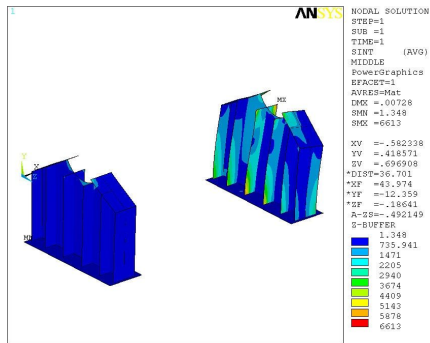 1
ANSYS
NODAL SOLUTION
STEP=1
SUB =1
TIME=1
SINT (AVG)
MIDDLE
PowerGraphics
EFACET=1
AVRES=Mat
DMX =.00728
SMN =1.348
SMX =6613
XV =-.582338
YV =.418571
ZV =.696908
*DIST=36.701
*XF =43.974
*YF =-12.359
*ZF =-.18641
A-ZS=-.492149
Z-BUFFER
1.348
735.941
1471
2205
2940
3674
4409
5143
5878
6613
MX
Y
X
MN